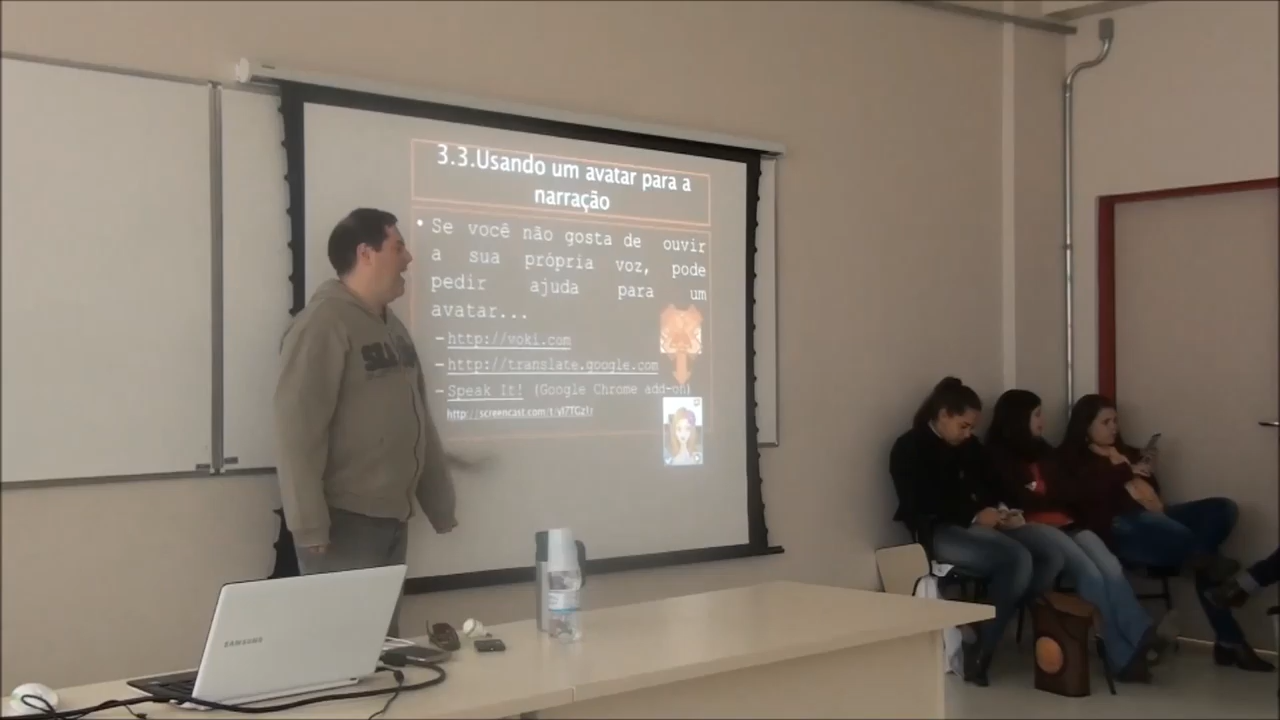 3.3.Usando um avatar para a
narração
• Se você não gosta de ouvir
a sua própria voz, pode
pedir ajuda para um
avatar...
– http://voki.com
– http://translate.google.com
– Speak It! (Google Chrome add-on)
SAMSUNG